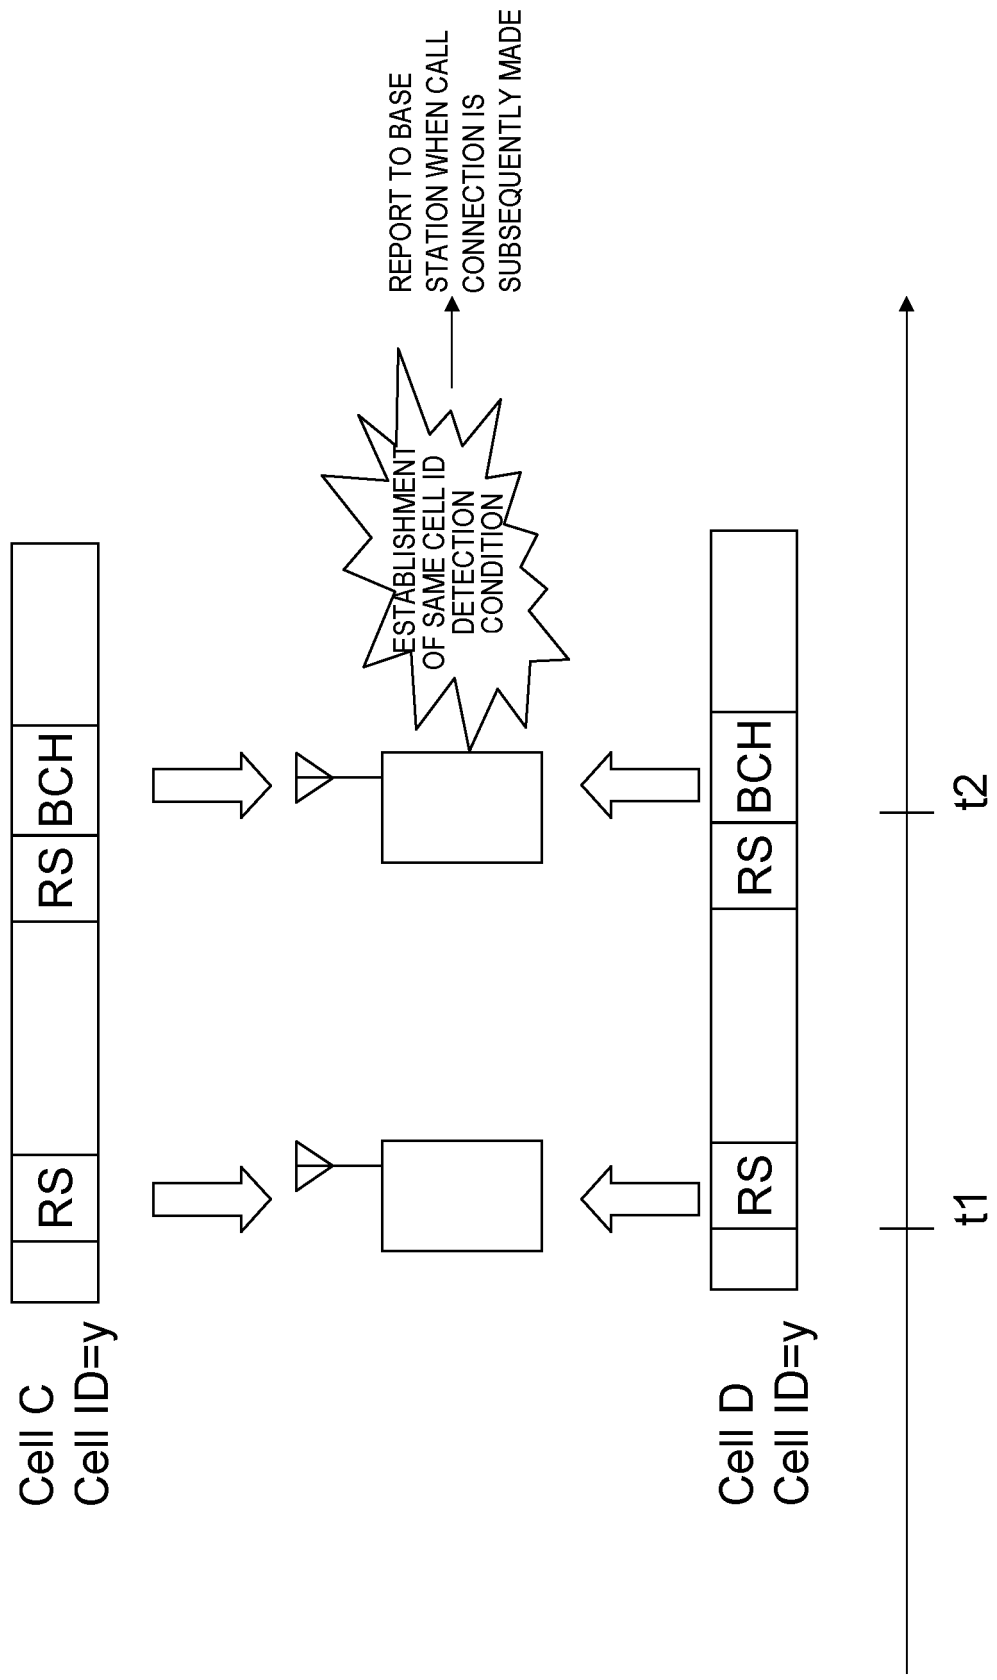 Cell C
Cell ID=y
RS
RS
BCH
ESTABLISHMENT
OF SAME CELL ID
DETECTION
CONDITION
REPORT TO BASE
STATION WHEN CALL
CONNECTION IS
SUBSEQUENTLY MADE
Cell D
Cell ID=y
RS
RS
BCH
t1
t2